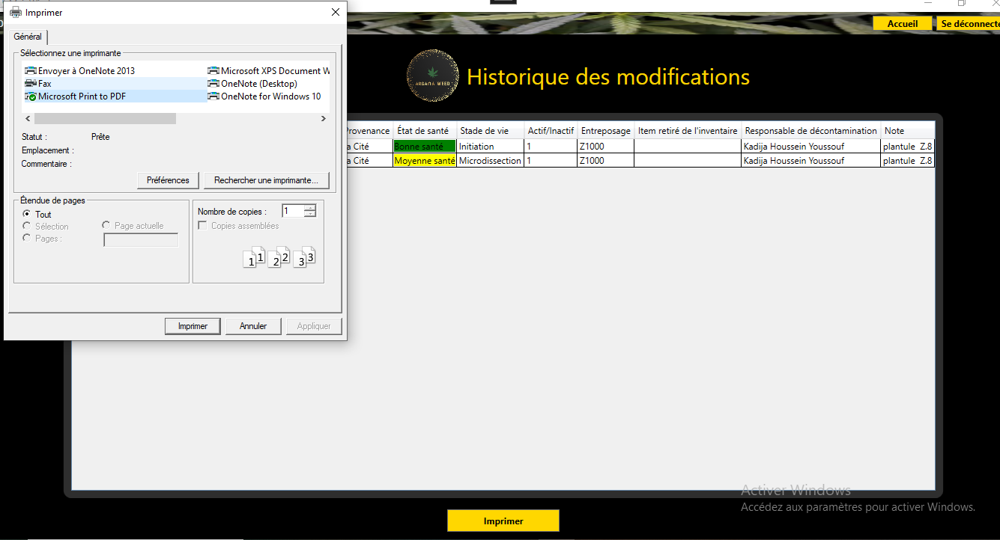 Imprimer
Accueil
Se déconnecte
Général
Sélectionnez une imprimante
Envoyer à OneNote 2013
Microsoft XPS Document W
Fax
OneNote (Desktop)
Microsoft Print to PDF
OneNote for Windows 10
ARGANA WEED
Historique des modifications
Statut :
Prête
Emplacement :
Commentaire :
Préférences
Rechercher une imprimante...
Provenance État de santé Stade de vie Actif/Inactif Entreposage Item retiré de l'inventaire Responsable de décontamination Note
a Cité Bonne santé Initiation 1 Z1000 Kadija Houssein Youssouf plantule Z.8
a Cité Moyenne santé Microdissection 1 Z1000 Kadija Houssein Youssouf plantule Z.8
Étendue de pages
Tout
Sélection
Page actuelle
Pages :
Nombre de copies :
1
Copies assemblées
1 1 2 2 3 3
Imprimer
Annuler
Appliquer
Activer Windows
Accédez aux paramètres pour activer Windows.
Imprimer